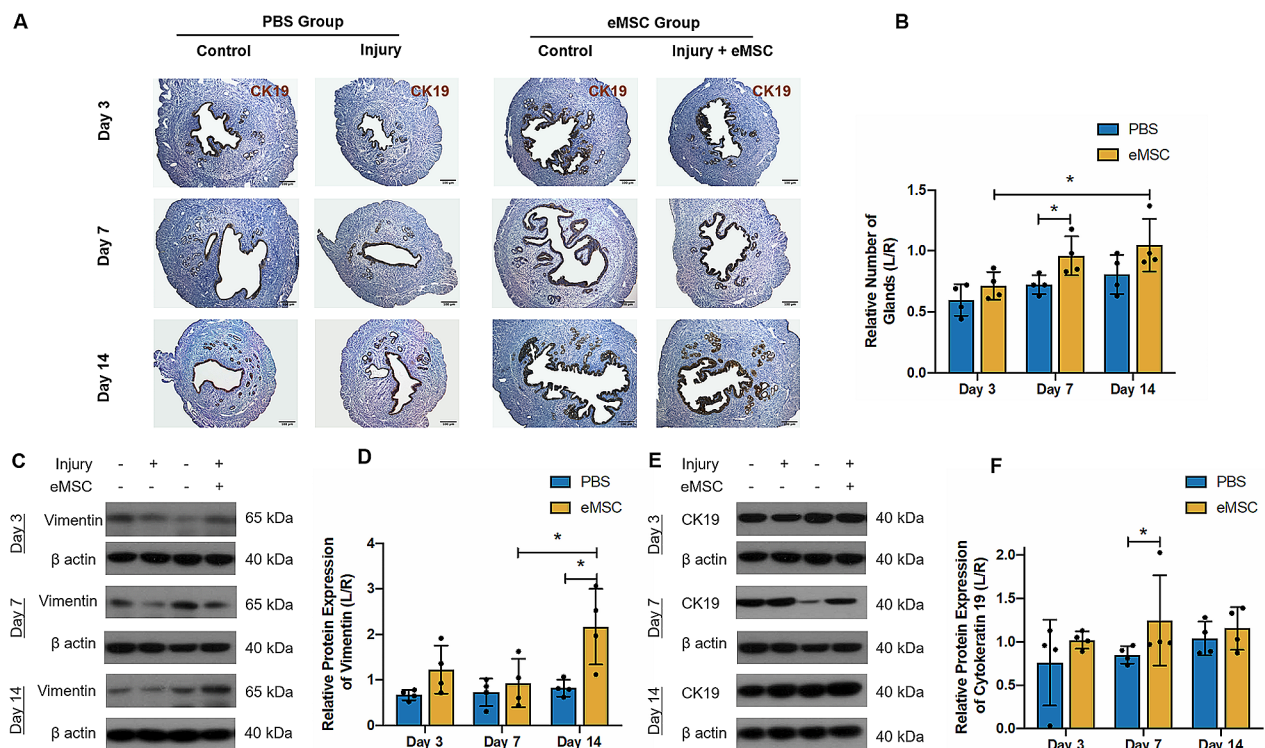 A
PBS Group
eMSC Group
Control
Injury
Control
Injury + eMSC
Day 3
CK19
CK19
CK19
CK19
Day 7
Day 14
B
PBS
eMSC
Relative Number of
Glands (L/R)
1.5
1.0
0.5
0.0
*
*
Day 3
Day 7
Day 14
C
Injury - + - +
eMSC - - - +
Day 3
Vimentin 65 kDa
β actin 40 kDa
Day 7
Vimentin 65 kDa
β actin 40 kDa
Day 14
Vimentin 65 kDa
β actin 40 kDa
D
PBS
eMSC
Relative Protein Expression
of Vimentin (L/R)
4
3
2
1
0
*
*
Day 3
Day 7
Day 14
E
Injury - + - +
eMSC - - - +
Day 3
CK19 40 kDa
β actin 40 kDa
Day 7
CK19 40 kDa
β actin 40 kDa
Day 14
CK19 40 kDa
β actin 40 kDa
F
PBS
eMSC
Relative Protein Expression
of Cytokeratin 19 (L/R)
2.0
1.5
1.0
0.5
0.0
*
Day 3
Day 7
Day 14